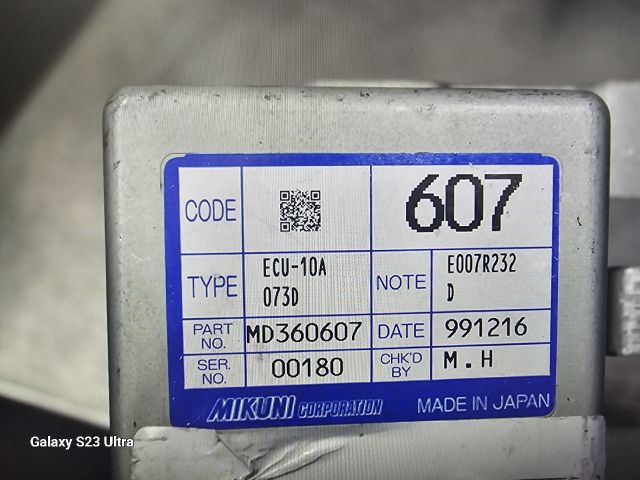 CODE 607
TYPE ECU-10A 073D NOTE E007R232 D
PART NO. MD360607 DATE 991216
SER. NO. 00180 CHK'D BY M.H
MIKUNI CORPORATION MADE IN JAPAN
Galaxy S23 Ultra